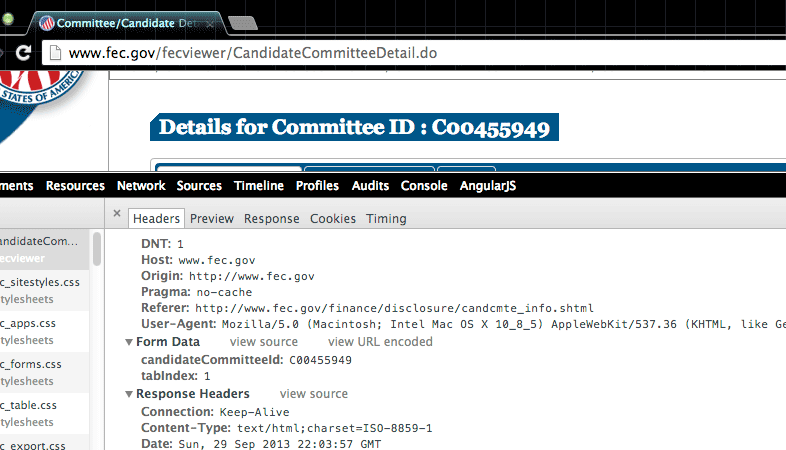 Committee/Candidate Det
www.fec.gov/fecviewer/CandidateCommitteeDetail.do
STATES OF AMERICA
Details for Committee ID : C00455949
ments Resources Network Sources Timeline Profiles Audits Console AngularJS
× Headers Preview Response Cookies Timing
andidateCom...
ecviewer
c_sitestyles.css
tylesheets
c_apps.css
tylesheets
c_forms.css
tylesheets
c_table.css
tylesheets
c_export.css
DNT: 1
Host: www.fec.gov
Origin: http://www.fec.gov
Pragma: no-cache
Referer: http://www.fec.gov/finance/disclosure/candcmte_info.shtml
User-Agent: Mozilla/5.0 (Macintosh; Intel Mac OS X 10_8_5) AppleWebKit/537.36 (KHTML, like Ge
▼ Form Data view source view URL encoded
candidateCommitteeId: C00455949
tabIndex: 1
▼ Response Headers view source
Connection: Keep-Alive
Content-Type: text/html;charset=ISO-8859-1
Date: Sun, 29 Sep 2013 22:03:57 GMT